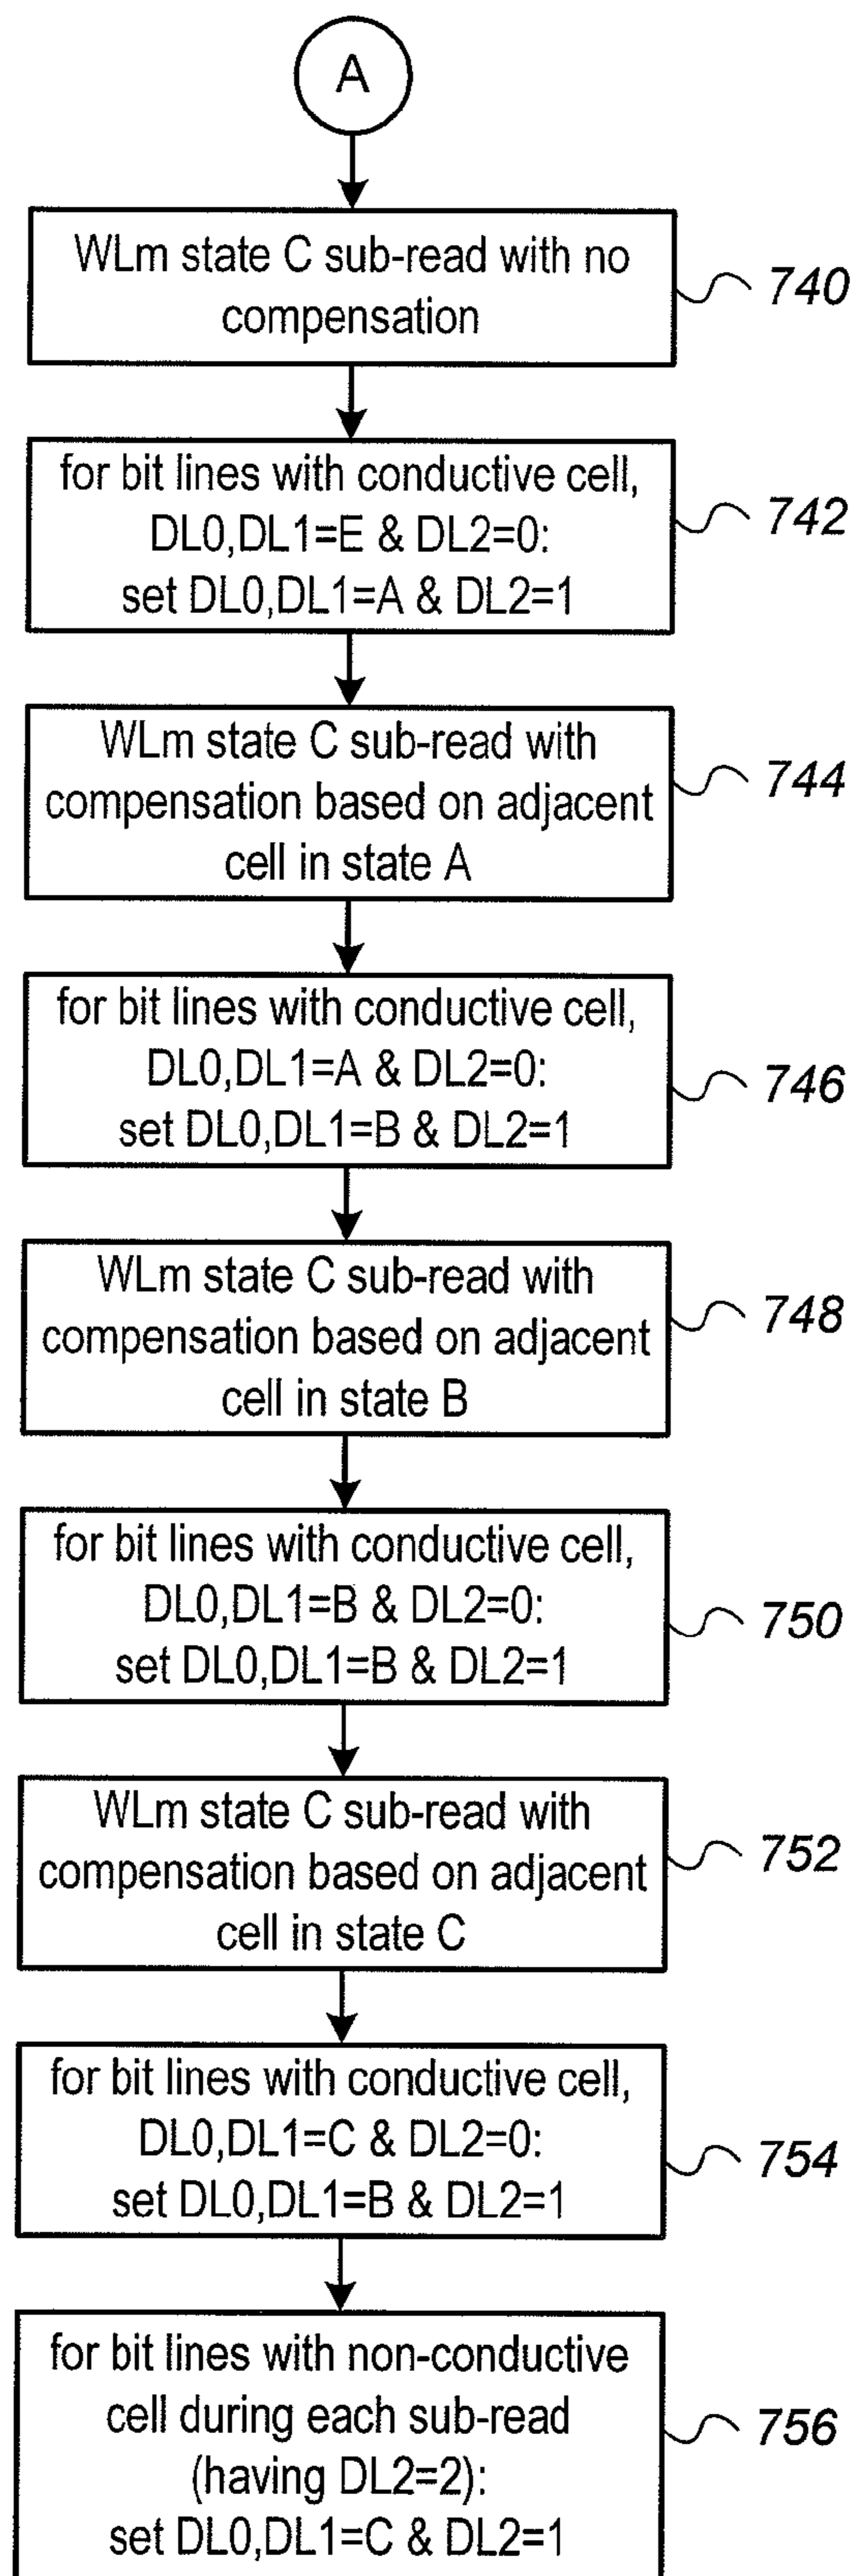 A
WLm state C sub-read with no
compensation
740
for bit lines with conductive cell,
DL0,DL1=E & DL2=0:
set DL0,DL1=A & DL2=1
742
WLm state C sub-read with
compensation based on adjacent
cell in state A
744
for bit lines with conductive cell,
DL0,DL1=A & DL2=0:
set DL0,DL1=B & DL2=1
746
WLm state C sub-read with
compensation based on adjacent
cell in state B
748
for bit lines with conductive cell,
DL0,DL1=B & DL2=0:
set DL0,DL1=B & DL2=1
750
WLm state C sub-read with
compensation based on adjacent
cell in state C
752
for bit lines with conductive cell,
DL0,DL1=C & DL2=0:
set DL0,DL1=B & DL2=1
754
for bit lines with non-conductive
cell during each sub-read
(having DL2=2):
set DL0,DL1=C & DL2=1
756